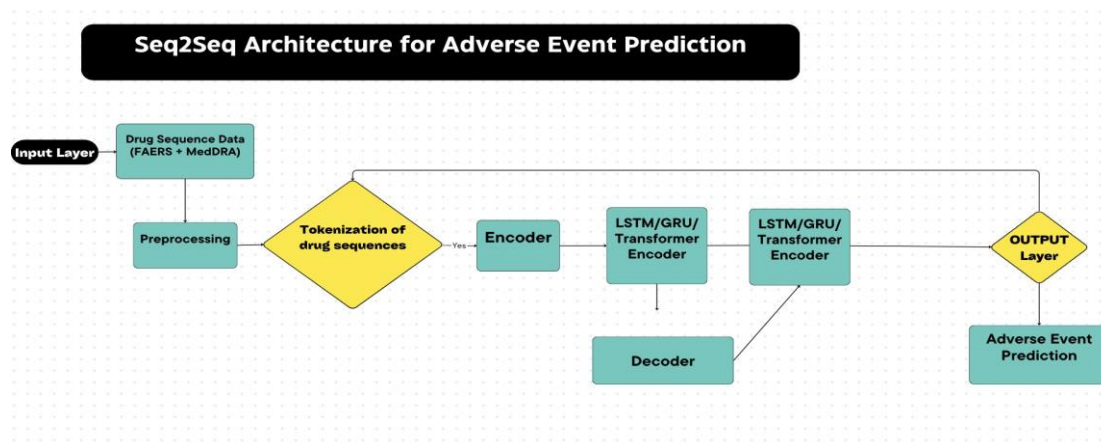 Seq2Seq Architecture for Adverse Event Prediction
Input Layer
Drug Sequence Data
(FAERS + MedDRA)
Preprocessing
Tokenization of
drug sequences
Yes
Encoder
LSTM/GRU/
Transformer
Encoder
LSTM/GRU/
Transformer
Encoder
Decoder
OUTPUT
Layer
Adverse Event
Prediction